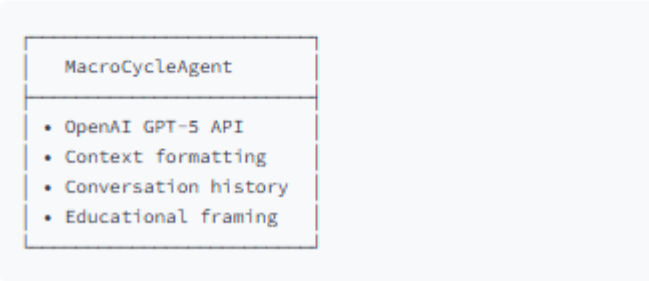 MacroCycleAgent
• OpenAI GPT-5 API
• Context formatting
• Conversation history
• Educational framing